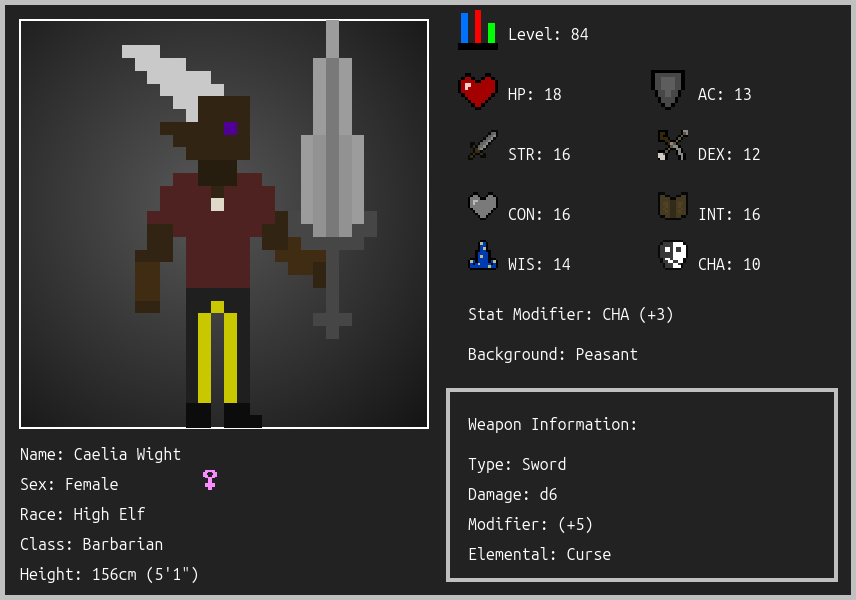 Level: 84
HP: 18
AC: 13
STR: 16
DEX: 12
CON: 16
INT: 16
WIS: 14
CHA: 10
Stat Modifier: CHA (+3)
Background: Peasant
Weapon Information:
Type: Sword
Damage: d6
Modifier: (+5)
Elemental: Curse
Name: Caelia Wight
Sex: Female
Race: High Elf
Class: Barbarian
Height: 156cm (5'1")